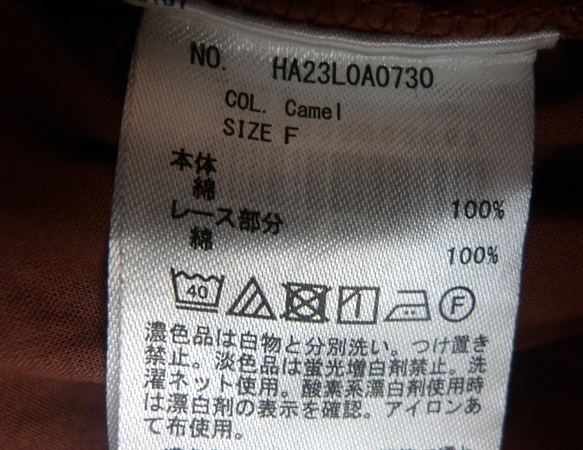 NO. HA23L0A0730
COL. Camel
SIZE F
本体
綿 100%
レース部分
綿 100%
40 F
濃色品は白物と分別洗い。つけ置き
禁止。淡色品は蛍光増白剤禁止。洗
濯ネット使用。酸素系漂白剤使用時
は漂白剤の表示を確認。アイロンあ
て布使用。